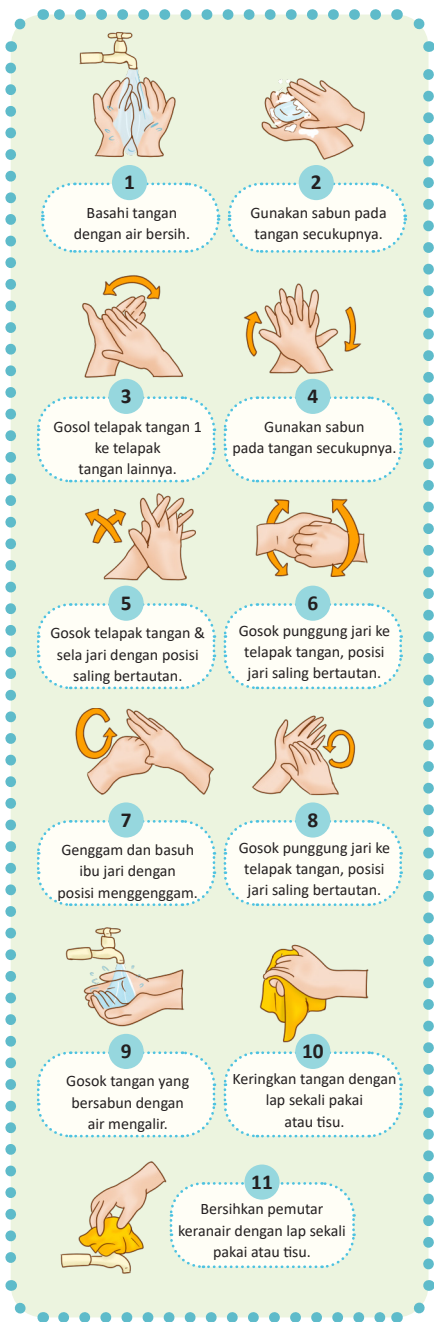 1
Basahi tangan
dengan air bersih.
2
Gunakan sabun pada
tangan secukupnya.
3
Gosol telapak tangan 1
ke telapak
tangan lainnya.
4
Gunakan sabun
pada tangan secukupnya.
5
Gosok telapak tangan &
sela jari dengan posisi
saling bertautan.
6
Gosok punggung jari ke
telapak tangan, posisi
jari saling bertautan.
7
Genggam dan basuh
ibu jari dengan
posisi menggenggam.
8
Gosok punggung jari ke
telapak tangan, posisi
jari saling bertautan.
9
Gosok tangan yang
bersabun dengan
air mengalir.
10
Keringkan tangan dengan
lap sekali pakai
atau tisu.
11
Bersihkan pemutar
keranair dengan lap sekali
pakai atau tisu.